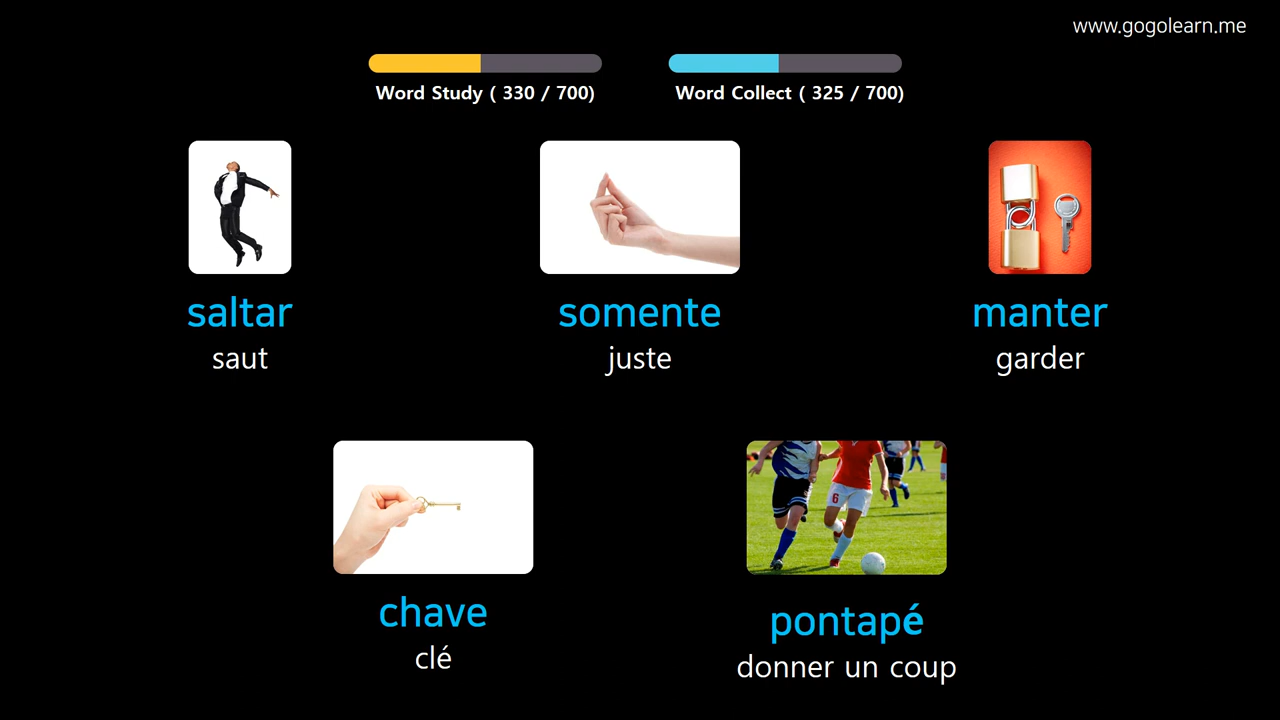 www.gogolearn.me
Word Study ( 330 / 700)
Word Collect ( 325 / 700)
saltar
saut
somente
juste
manter
garder
chave
clé
pontapé
donner un coup
6